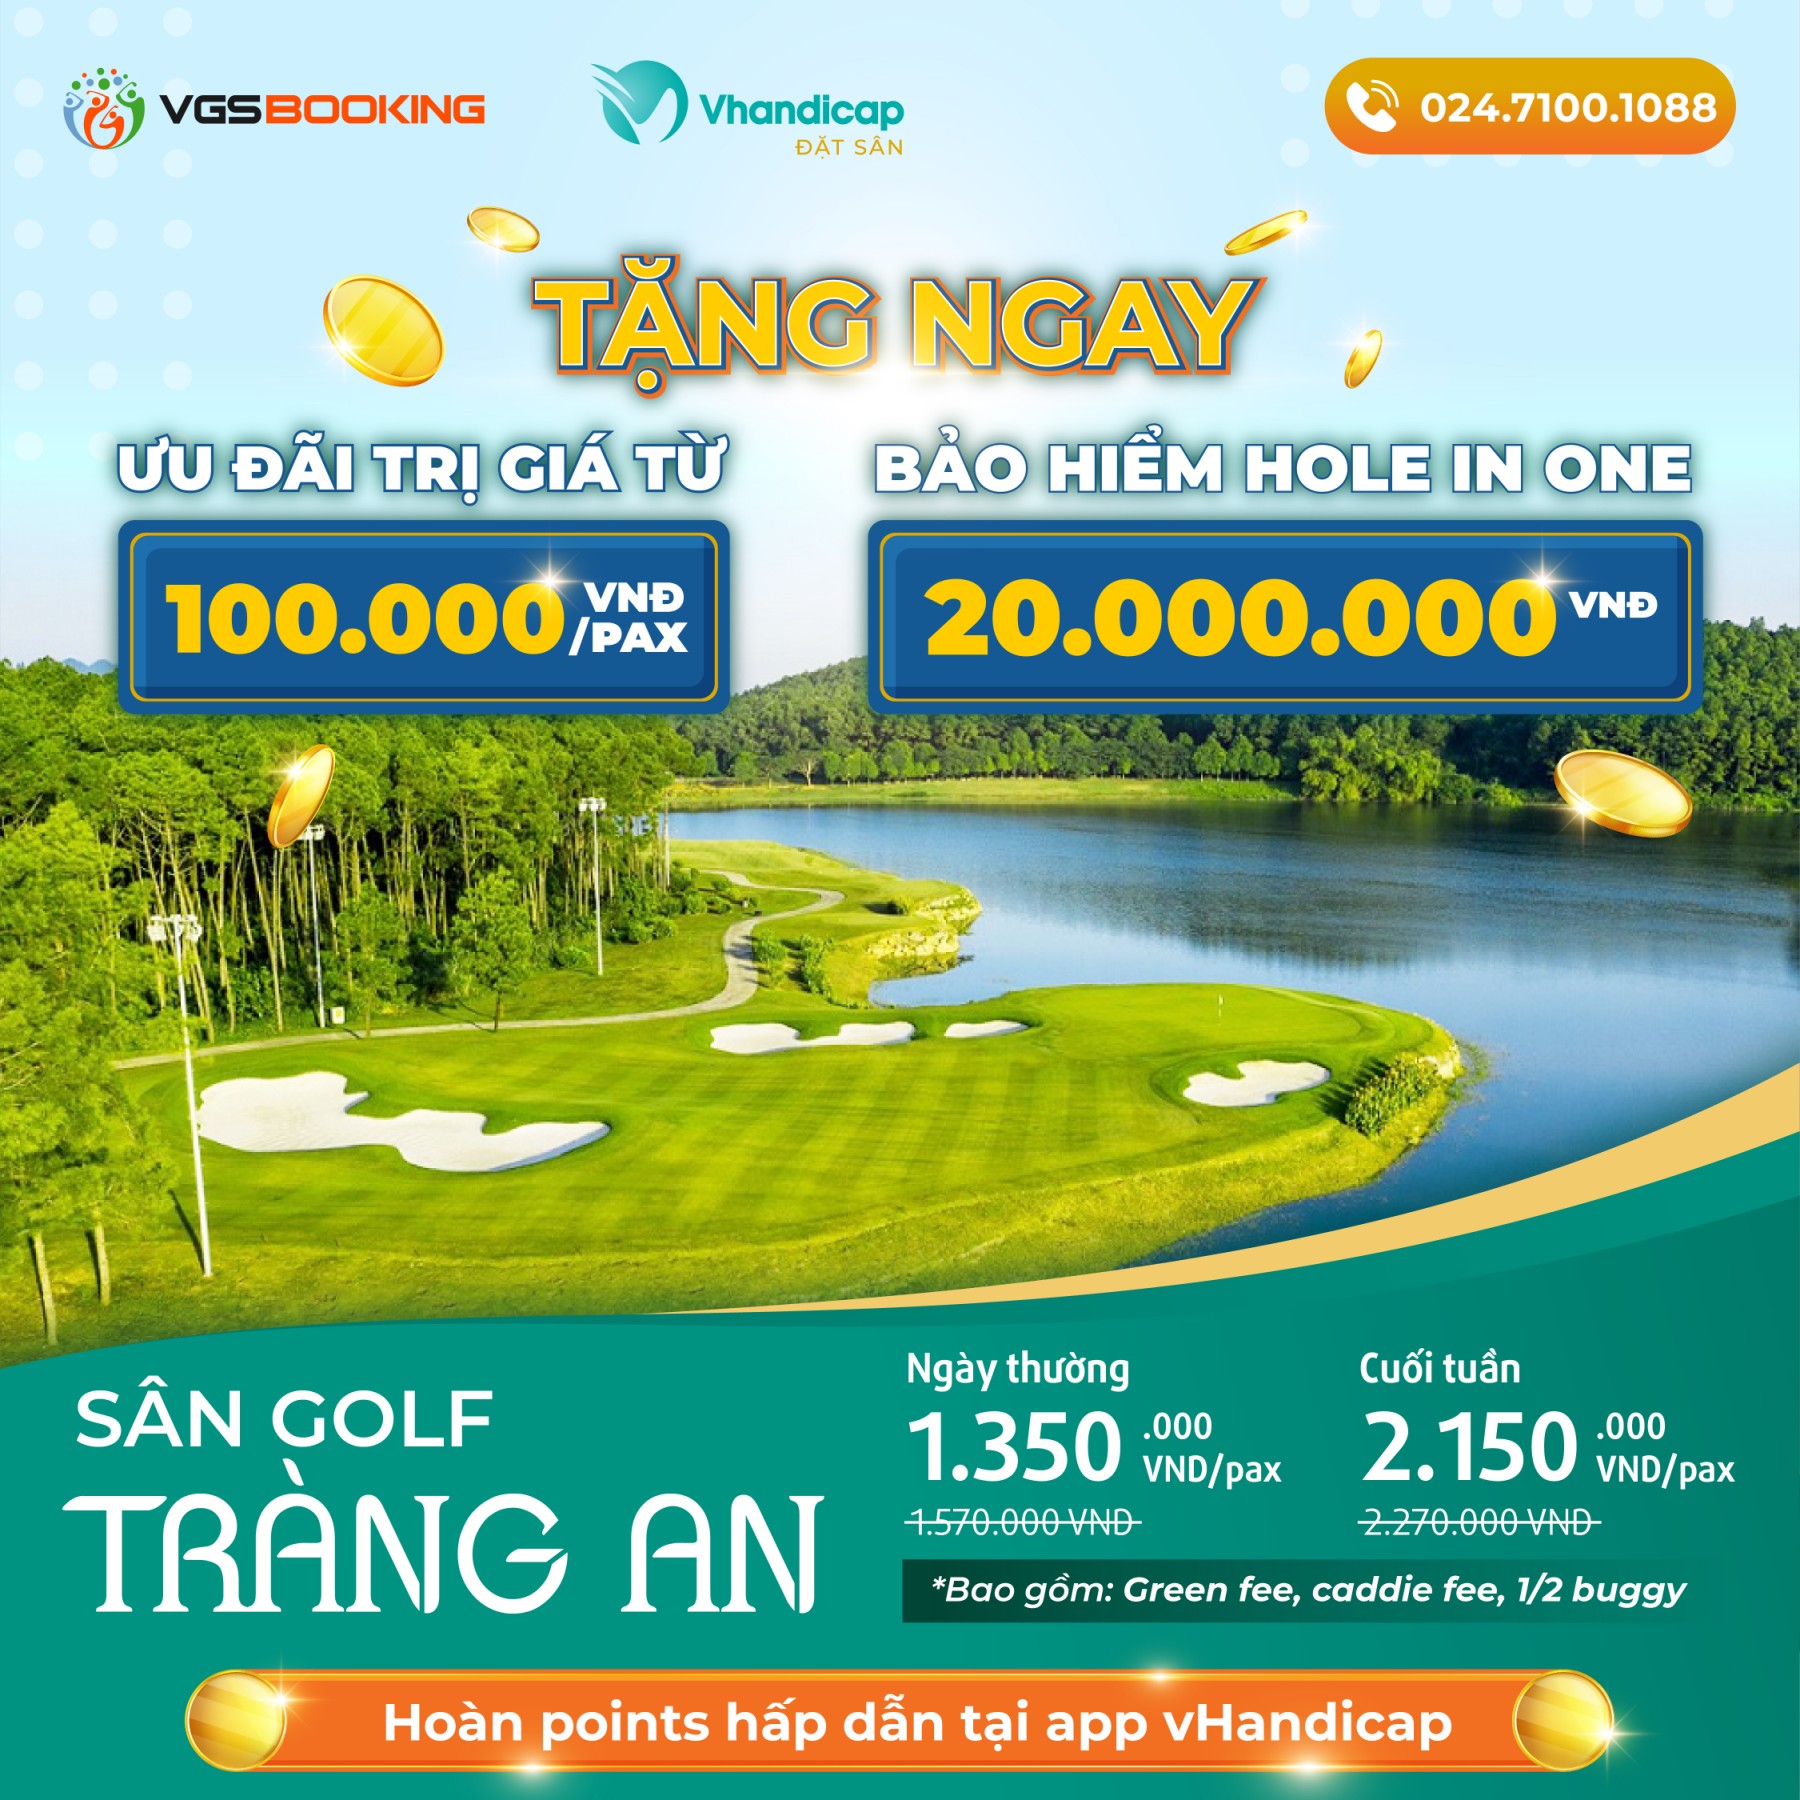 VGSBOOKING
Vhandicap
ĐẶT SÂN
024.7100.1088
TẶNG NGAY
ƯU ĐÃI TRỊ GIÁ TỪ
100.000 VNĐ
/PAX
BẢO HIỂM HOLE IN ONE
20.000.000 VNĐ
SÂN GOLF
TRÀNG AN
Ngày thường
1.350 .000
VND/pax
1.570.000 VND
Cuối tuần
2.150 .000
VND/pax
2.270.000 VND
*Bao gồm: Green fee, caddie fee, 1/2 buggy
Hoàn points hấp dẫn tại app vHandicap